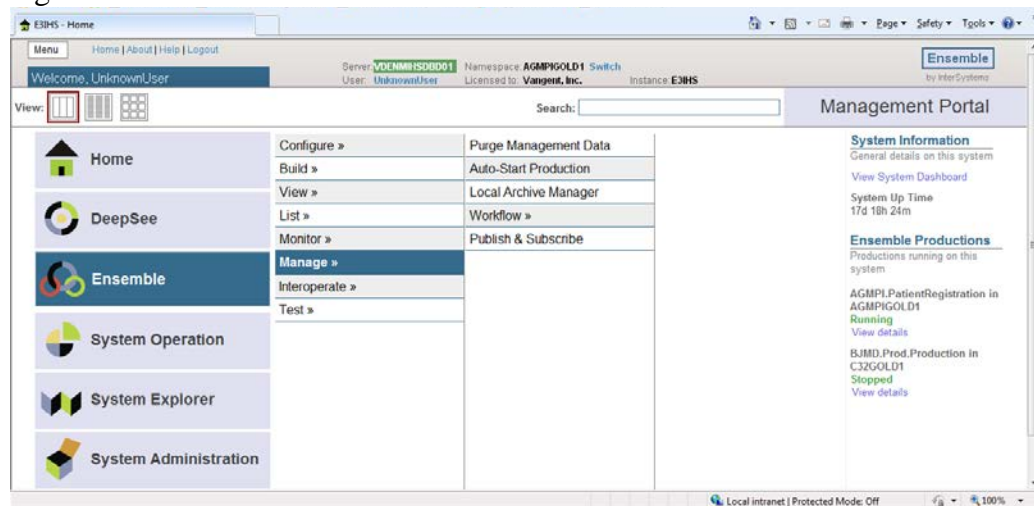 E3IHS - Home
Page Safety Tools
Menu Home | About | Help | Logout
Server: VDENMIHSDBD01 Namespace: AGMPIGOLD1 Switch
Welcome, UnknownUser
User: UnknownUser Licensed to: Vangent, Inc. Instance: E3IHS
Ensemble
by InterSystems
View:
Search:
Management Portal
Home
DeepSee
Ensemble
System Operation
System Explorer
System Administration
Configure »
Build »
View »
List »
Monitor »
Manage »
Interoperate »
Test »
Purge Management Data
Auto-Start Production
Local Archive Manager
Workflow »
Publish & Subscribe
System Information
General details on this system
View System Dashboard
System Up Time
17d 18h 24m
Ensemble Productions
Productions running on this
system
AGMPI.PatientRegistration in
AGMPIGOLD1
Running
View details
BJMD.Prod.Production in
C32GOLD1
Stopped
View details
Local intranet | Protected Mode: Off
100%